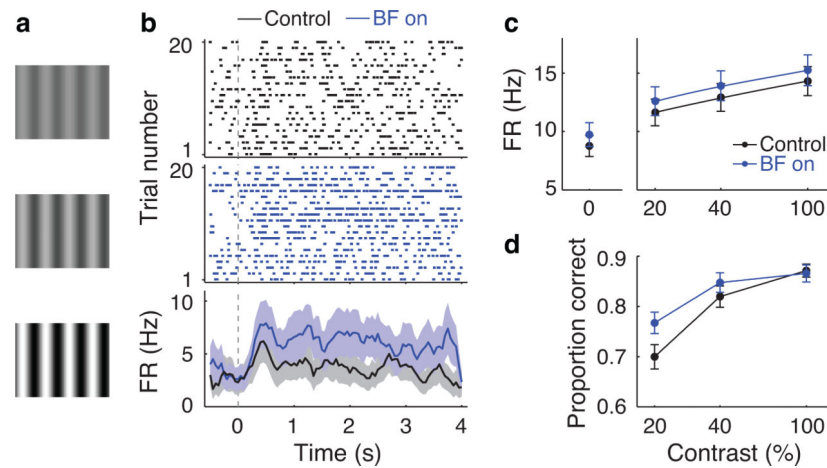 a
b
Control
BF on
Trial number
20
1
20
1
FR (Hz)
10
5
0
0
1
2
3
4
Time (s)
c
FR (Hz)
15
10
5
0
20
40
100
Control
BF on
d
Proportion correct
0.9
0.8
0.7
0.6
20
40
100
Contrast (%)